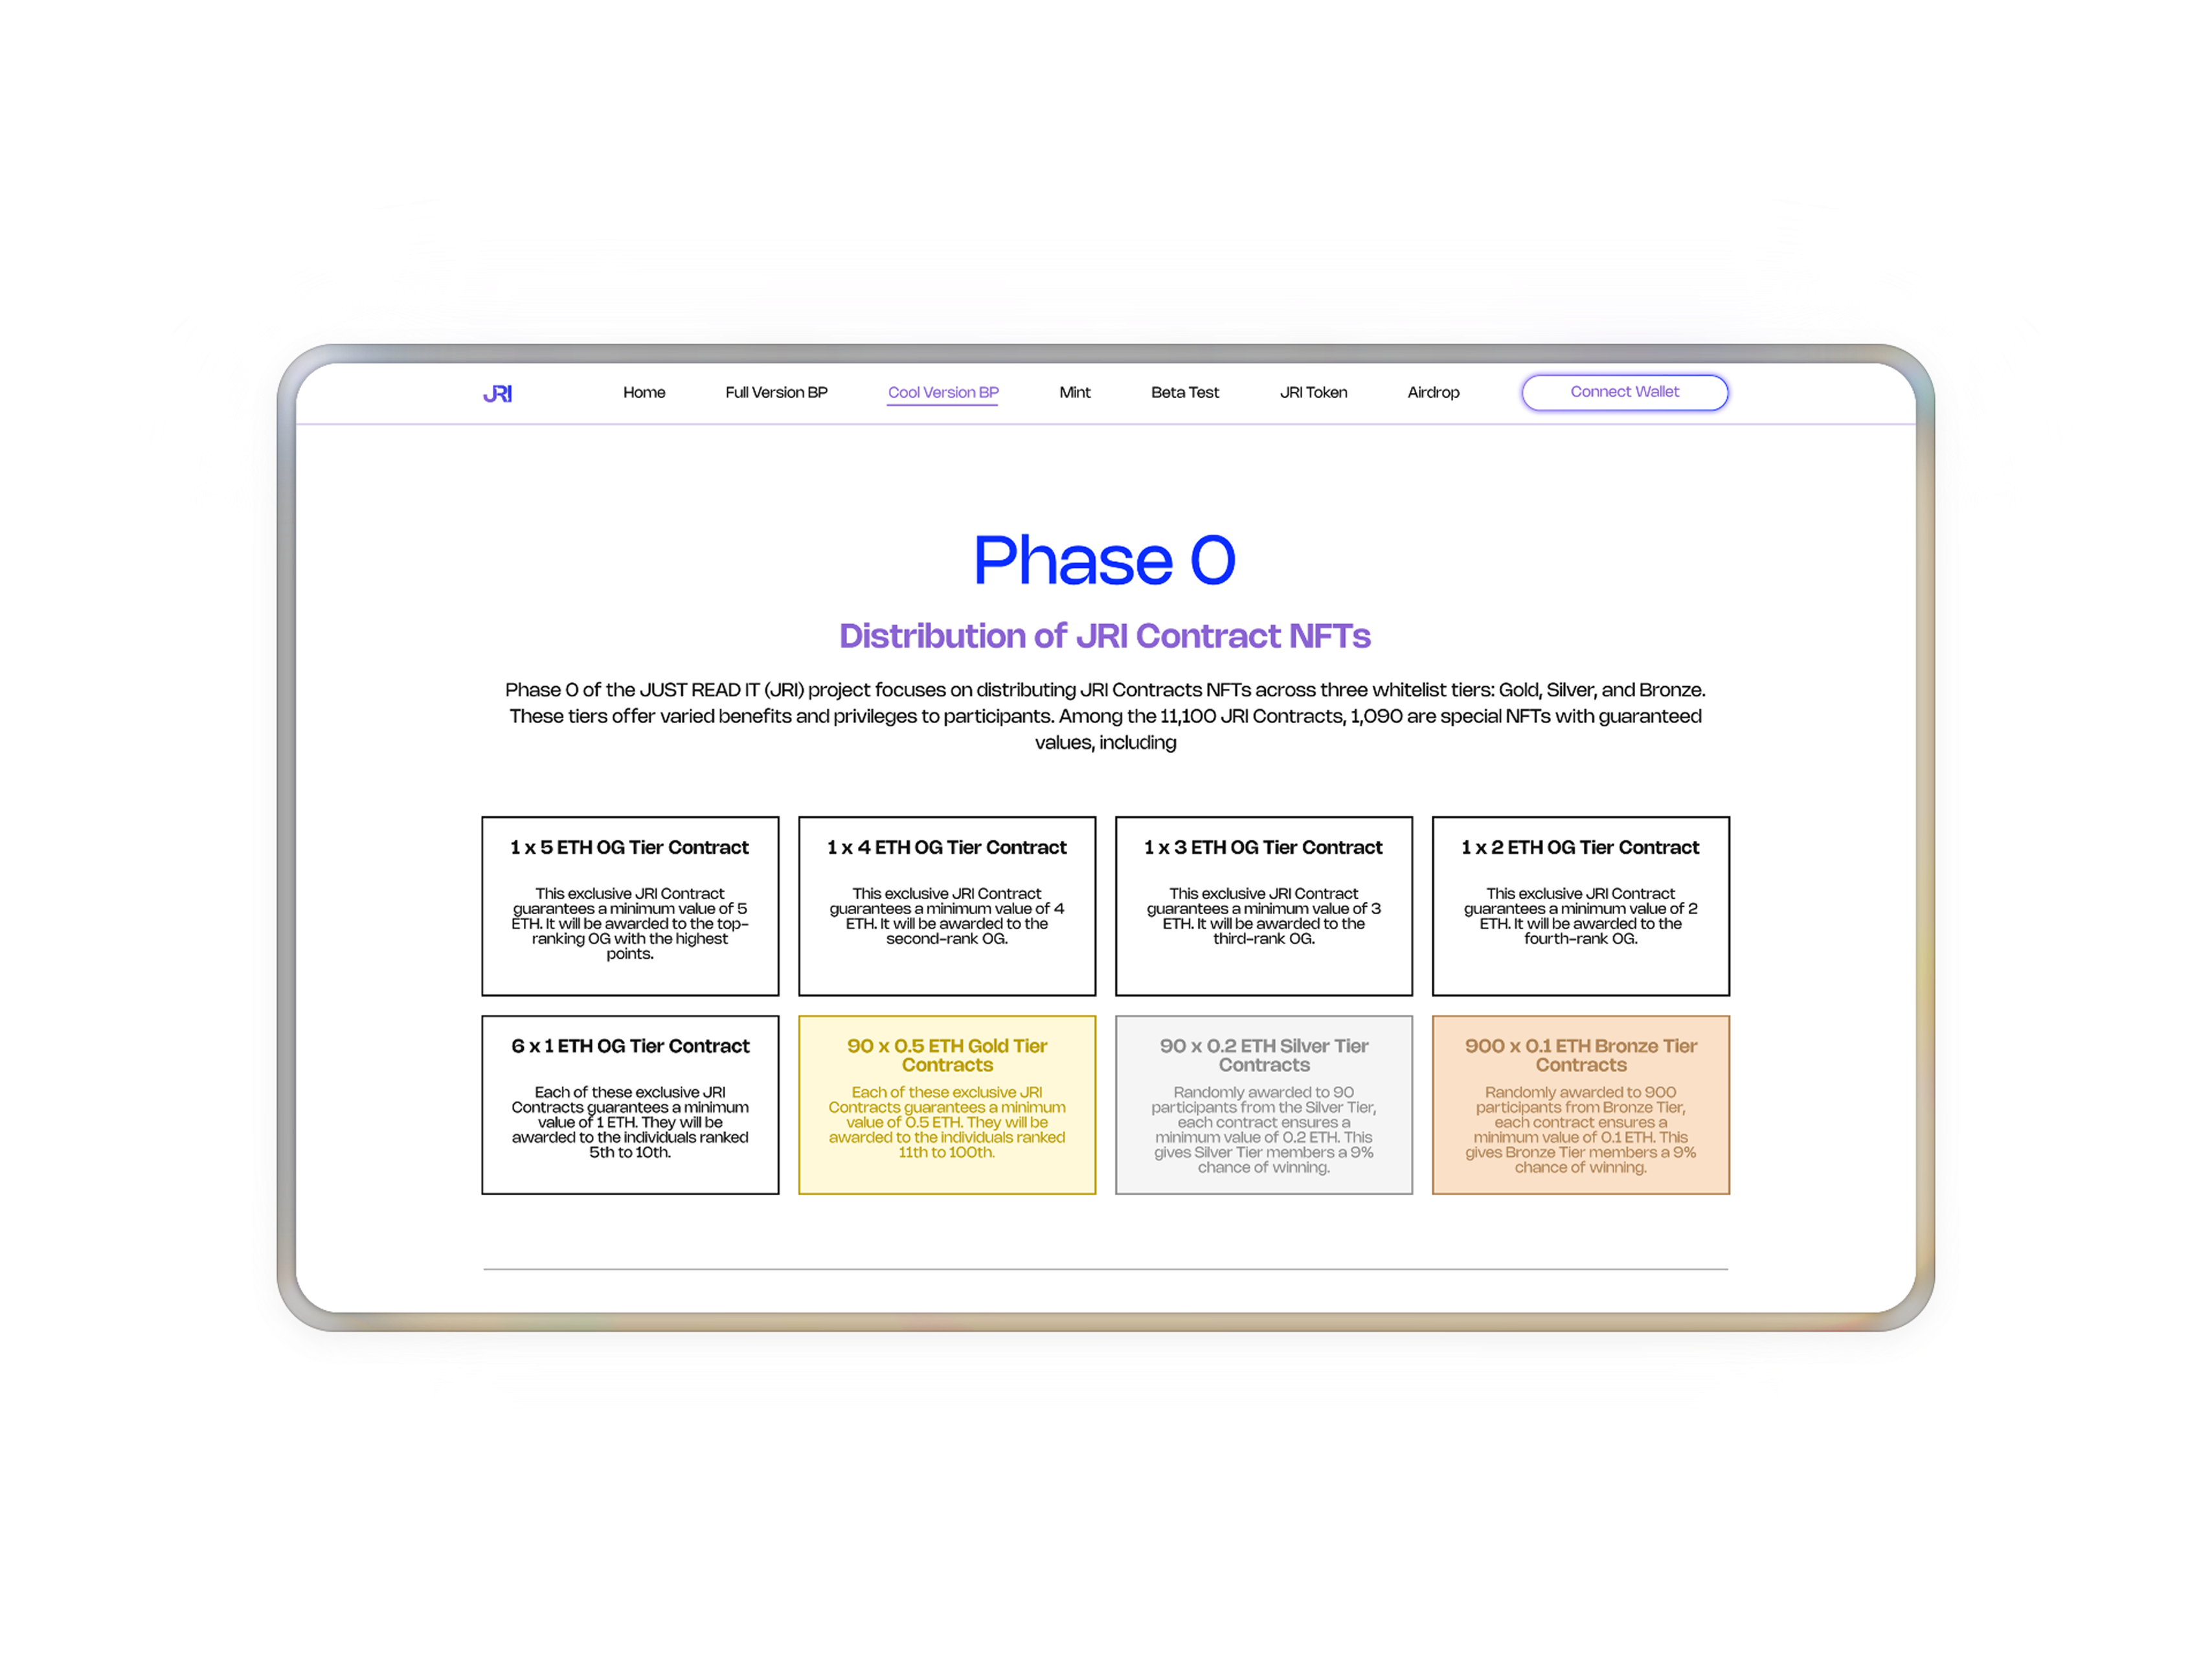 JRI
Home
Full Version BP
Cool Version BP
Mint
Beta Test
JRI Token
Airdrop
Connect Wallet
Phase 0
Distribution of JRI Contract NFTs
Phase 0 of the JUST READ IT (JRI) project focuses on distributing JRI Contracts NFTs across three whitelist tiers: Gold, Silver, and Bronze.
These tiers offer varied benefits and privileges to participants. Among the 11,100 JRI Contracts, 1,090 are special NFTs with guaranteed
values, including
1 x 5 ETH OG Tier Contract
This exclusive JRI Contract
guarantees a minimum value of 5
ETH. It will be awarded to the top-
ranking OG with the highest
points.
1 x 4 ETH OG Tier Contract
This exclusive JRI Contract
guarantees a minimum value of 4
ETH. It will be awarded to the
second-rank OG.
1 x 3 ETH OG Tier Contract
This exclusive JRI Contract
guarantees a minimum value of 3
ETH. It will be awarded to the
third-rank OG.
1 x 2 ETH OG Tier Contract
This exclusive JRI Contract
guarantees a minimum value of 2
ETH. It will be awarded to the
fourth-rank OG.
6 x 1 ETH OG Tier Contract
Each of these exclusive JRI
Contracts guarantees a minimum
value of 1 ETH. They will be
awarded to the individuals ranked
5th to 10th.
90 x 0.5 ETH Gold Tier
Contracts
Each of these exclusive JRI
Contracts guarantees a minimum
value of 0.5 ETH. They will be
awarded to the individuals ranked
11th to 100th.
90 x 0.2 ETH Silver Tier
Contracts
Randomly awarded to 90
participants from the Silver Tier,
each contract ensures a
minimum value of 0.2 ETH. This
gives Silver Tier members a 9%
chance of winning.
900 x 0.1 ETH Bronze Tier
Contracts
Randomly awarded to 900
participants from Bronze Tier,
each contract ensures a
minimum value of 0.1 ETH. This
gives Bronze Tier members a 9%
chance of winning.